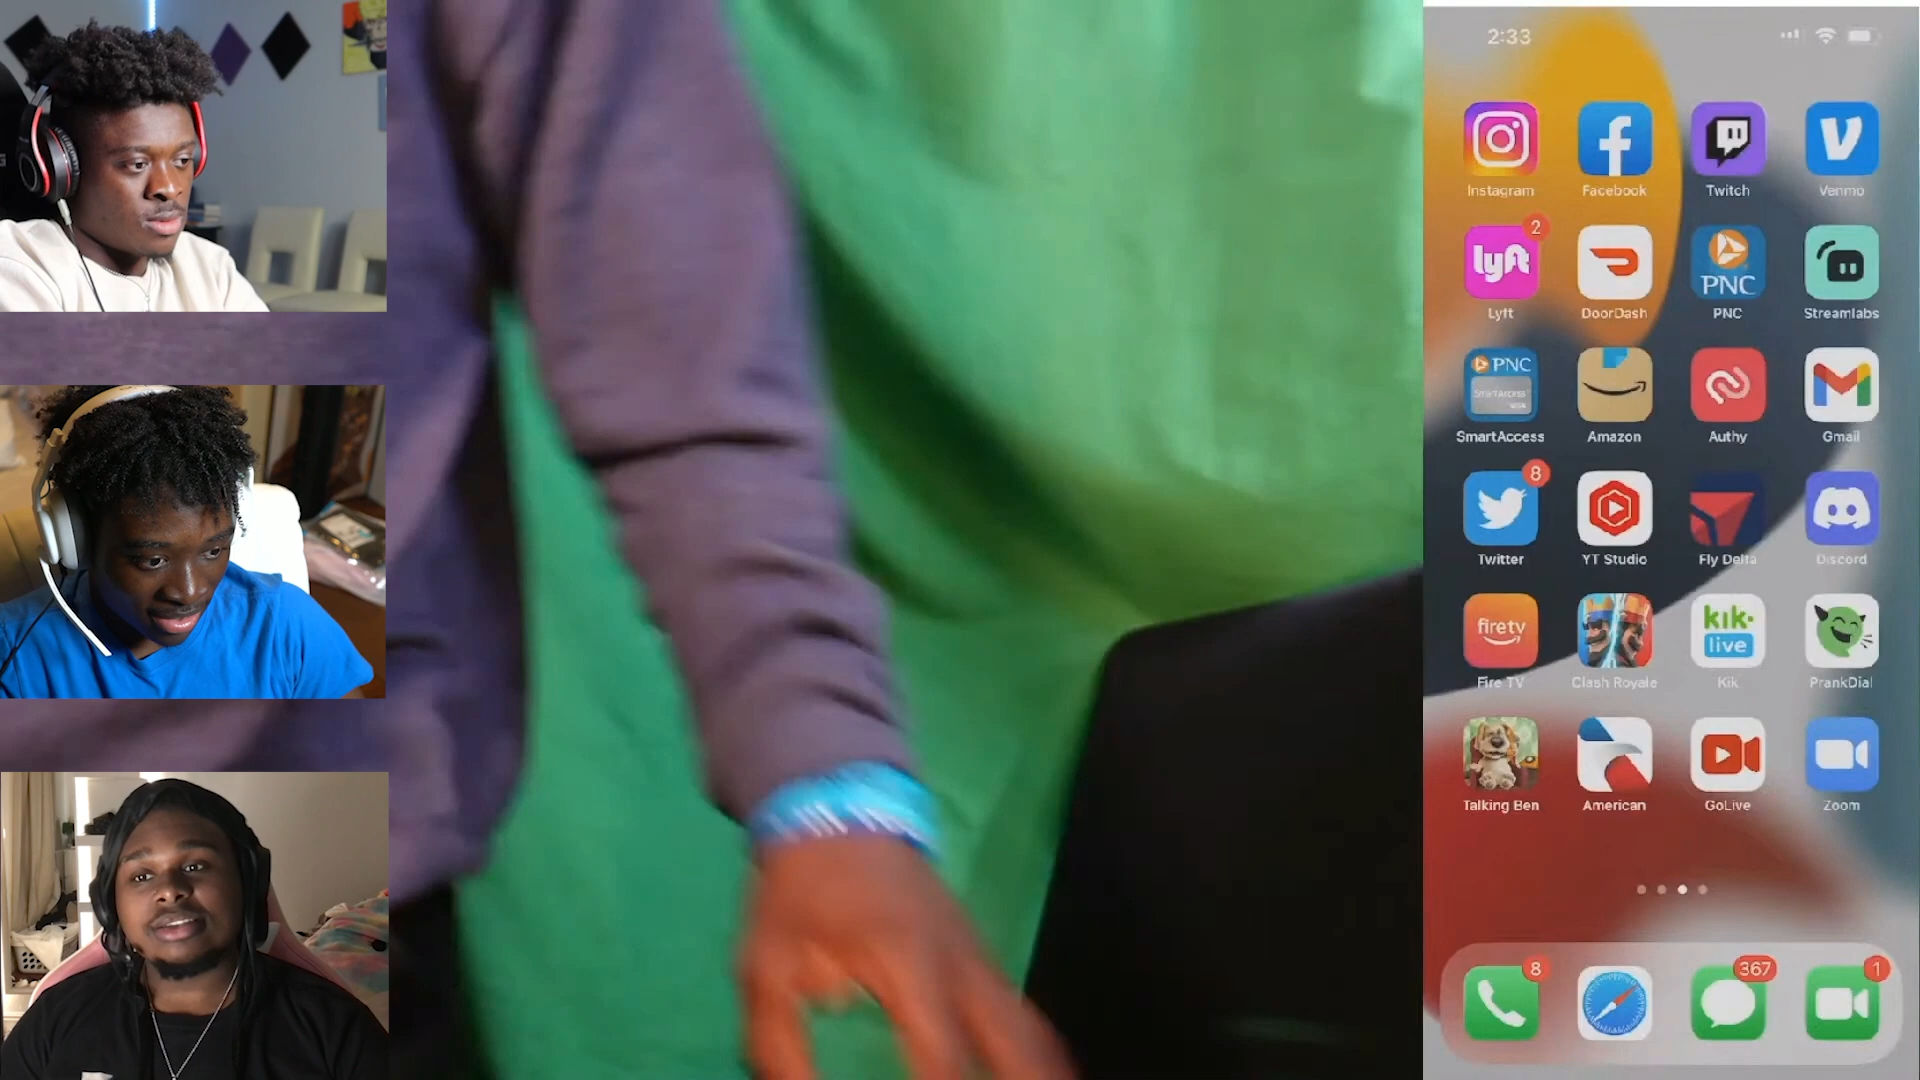 2:33
Instagram Facebook Twitch Venmo
2
lyft
PNC
Lyft DoorDash PNC Streamlabs
PNC
SmartAccess Amazon Authy Gmail
8
Twitter YT Studio Fly Delta Discord
firetv
kik
live
Fire TV Clash Royale Kik PrankDial
Talking Ben American GoLive Zoom
8 367 1